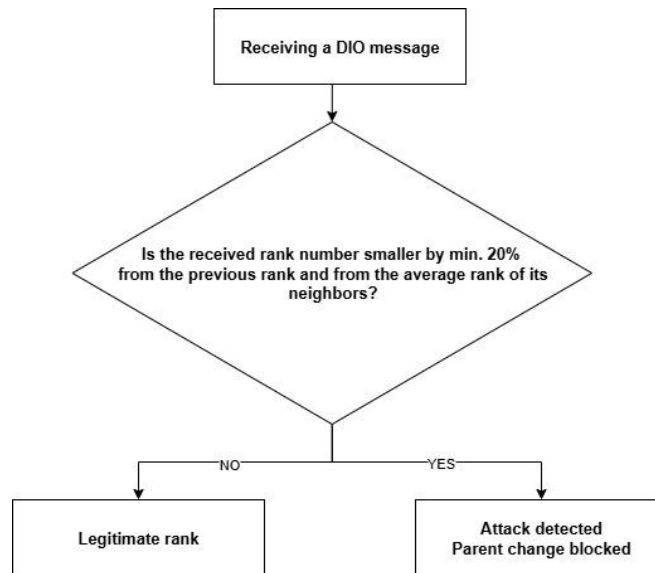 Receiving a DIO message
Is the received rank number smaller by min. 20%
from the previous rank and from the average rank of its
neighbors?
NO
YES
Legitimate rank
Attack detected
Parent change blocked